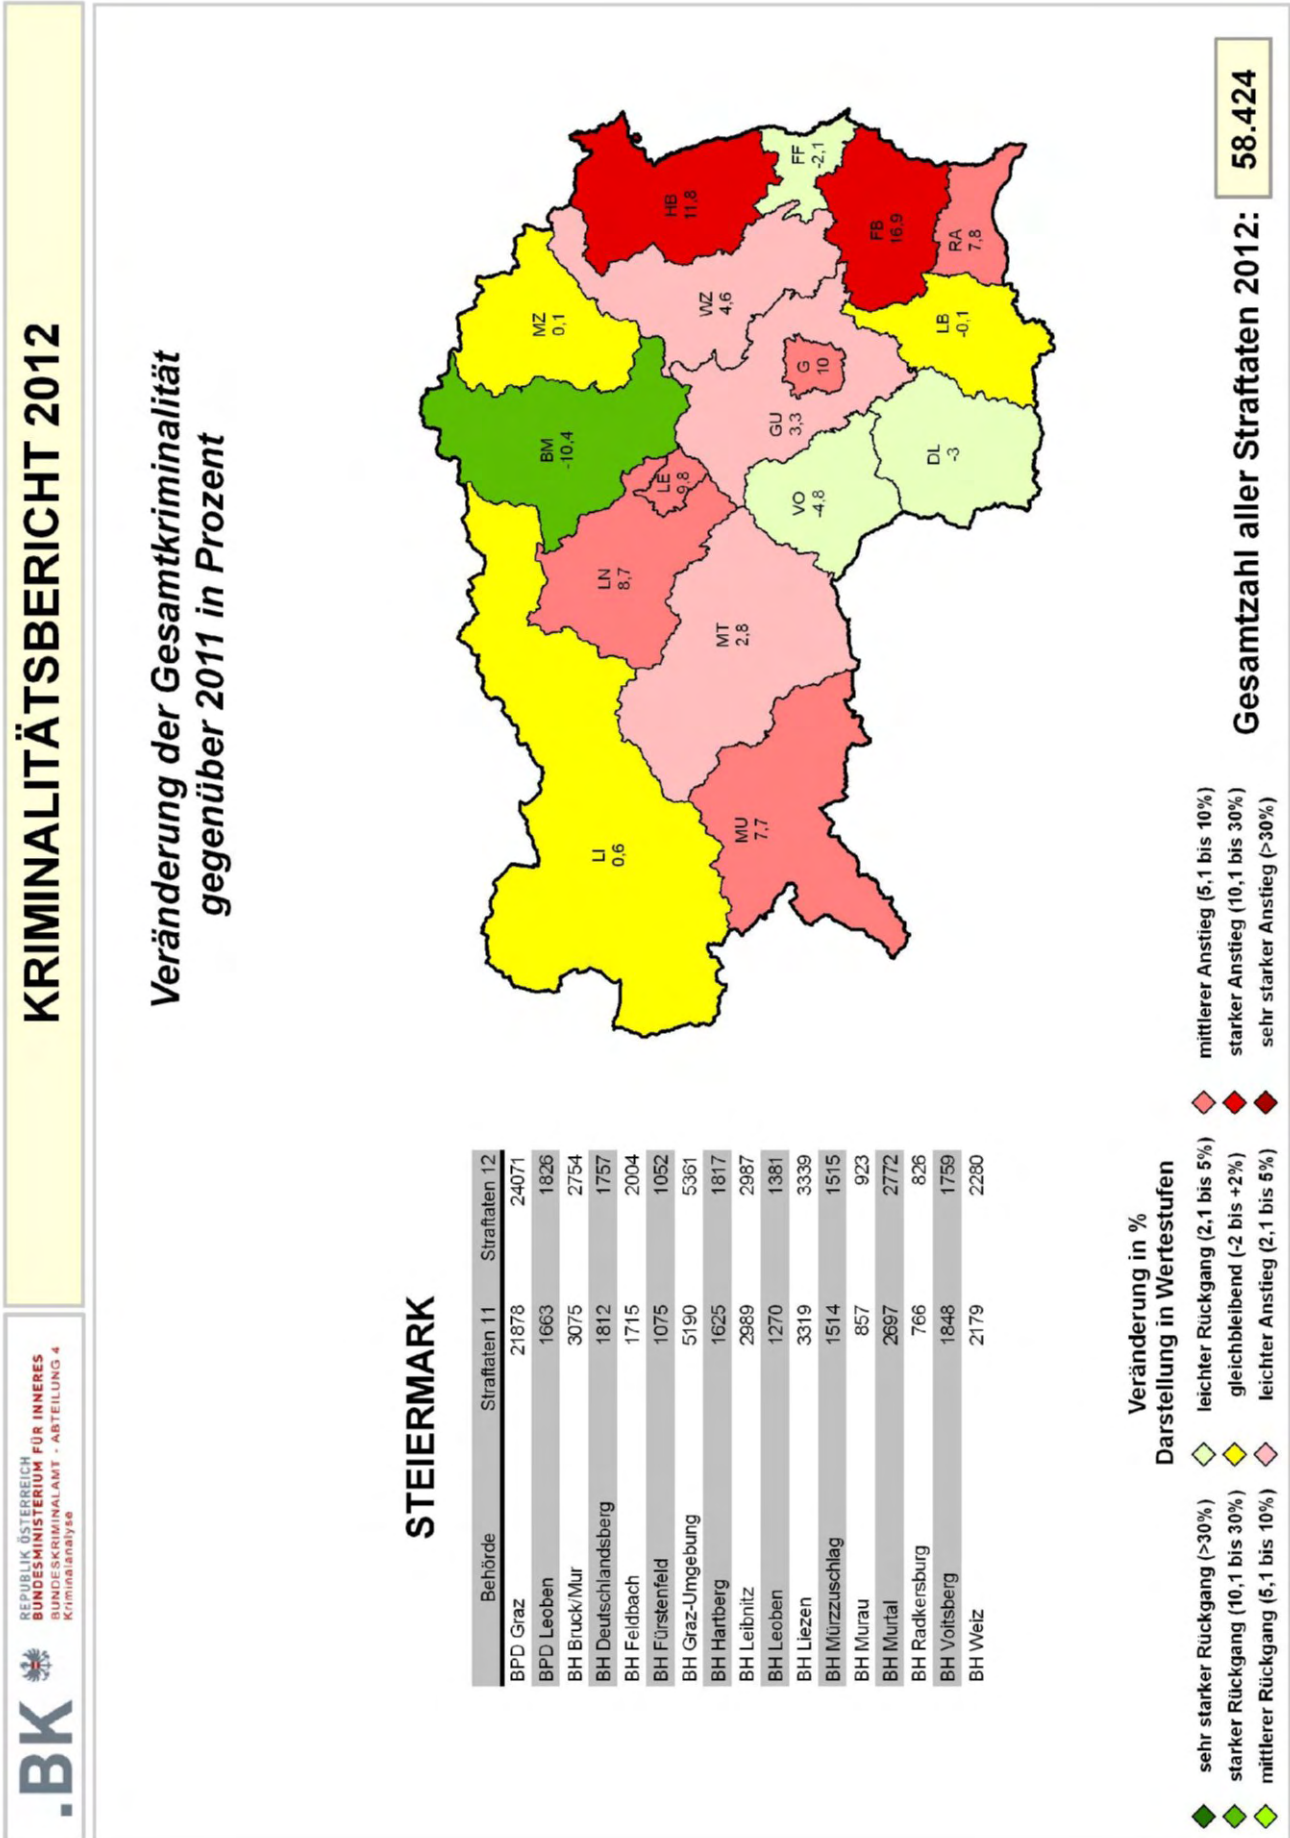 .BK
REPUBLIK ÖSTERREICH
BUNDESMINISTERIUM FÜR INNERES
BUNDESKRIMINALAMT - ABTEILUNG 4
Kriminalanalyse
KRIMINALITÄTSBERICHT 2012
Veränderung der Gesamtkriminalität
gegenüber 2011 in Prozent
STEIERMARK
Behörde Straftaten 11 Straftaten 12
BPD Graz 21878 24071
BPD Leoben 1663 1826
BH Bruck/Mur 3075 2754
BH Deutschlandsberg 1812 1757
BH Feldbach 1715 2004
BH Fürstenfeld 1075 1052
BH Graz-Umgebung 5190 5361
BH Hartberg 1625 1817
BH Leibnitz 2989 2987
BH Leoben 1270 1381
BH Liezen 3319 3339
BH Mürzzuschlag 1514 1515
BH Murau 857 923
BH Murtal 2697 2772
BH Radkersburg 766 826
BH Voitsberg 1848 1759
BH Weiz 2179 2280
LI
0,6
BM
-10,4
MZ
0,1
LN
8,7
LE
9,8
HB
11,8
WZ
4,6
MU
7,7
MT
2,8
GU
3,3
G
10
FF
-2,1
VO
-4,8
FB
16,9
DL
-3
LB
-0,1
RA
7,8
Veränderung in %
Darstellung in Wertestufen
sehr starker Rückgang (>30%)
starker Rückgang (10,1 bis 30%)
mittlerer Rückgang (5,1 bis 10%)
leichter Rückgang (2,1 bis 5%)
gleichbleibend (-2 bis +2%)
leichter Anstieg (2,1 bis 5%)
mittlerer Anstieg (5,1 bis 10%)
starker Anstieg (10,1 bis 30%)
sehr starker Anstieg (>30%)
Gesamtzahl aller Straftaten 2012: 58.424